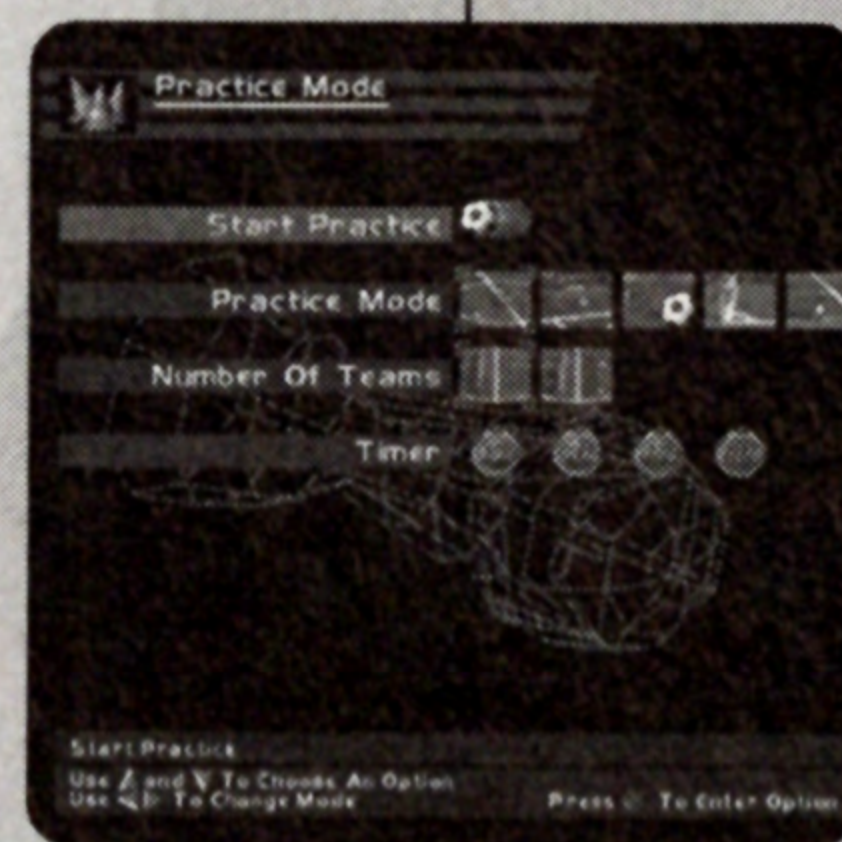 Practice Mode
Start Practice
Practice Mode
Number Of Teams
Timer
Start Practice
Use and To Choose An Option
Use To Change Mode
Press To Enter Option